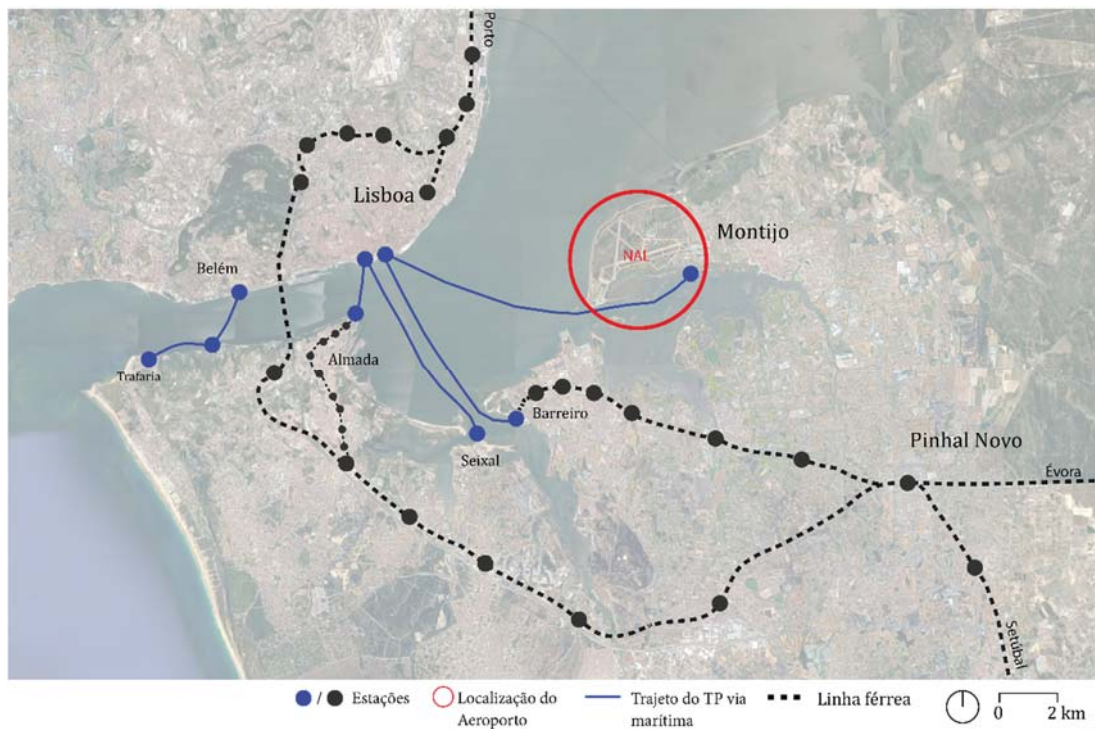 Porto
Lisboa
NAL
Montijo
Belém
Trafaria
Almada
Barreiro
Seixal
Pinhal Novo
Évora
Setúbal
/ Estações
Localização do
Aeroporto
Trajeto do TP via
marítima
Linha férrea
0 2 km